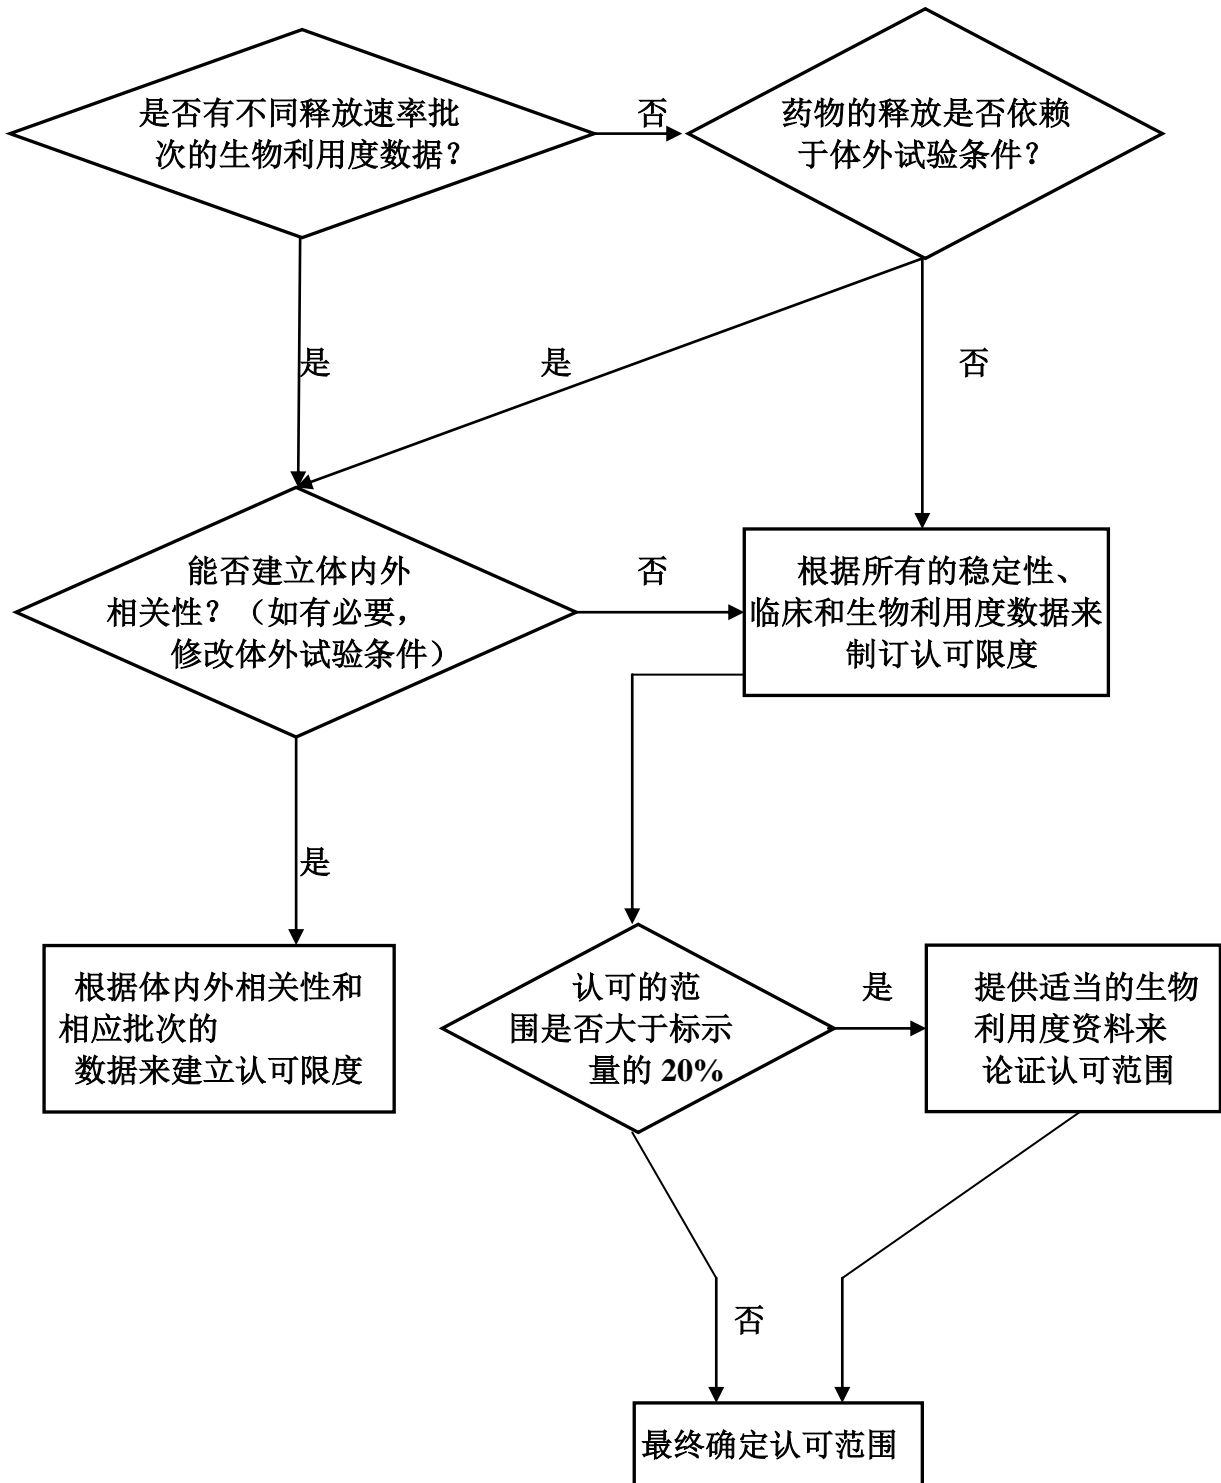 是否有不同释放速率批
次的生物利用度数据？
否
药物的释放是否依赖
于体外试验条件？
是
是
否
能否建立体内外
相关性？（如有必要，
修改体外试验条件）
否
根据所有的稳定性、
临床和生物利用度数据来
制订认可限度
是
根据体内外相关性和
相应批次的
数据来建立认可限度
认可的范
围是否大于标示
量的 20%
是
提供适当的生物
利用度资料来
论证认可范围
否
最终确定认可范围